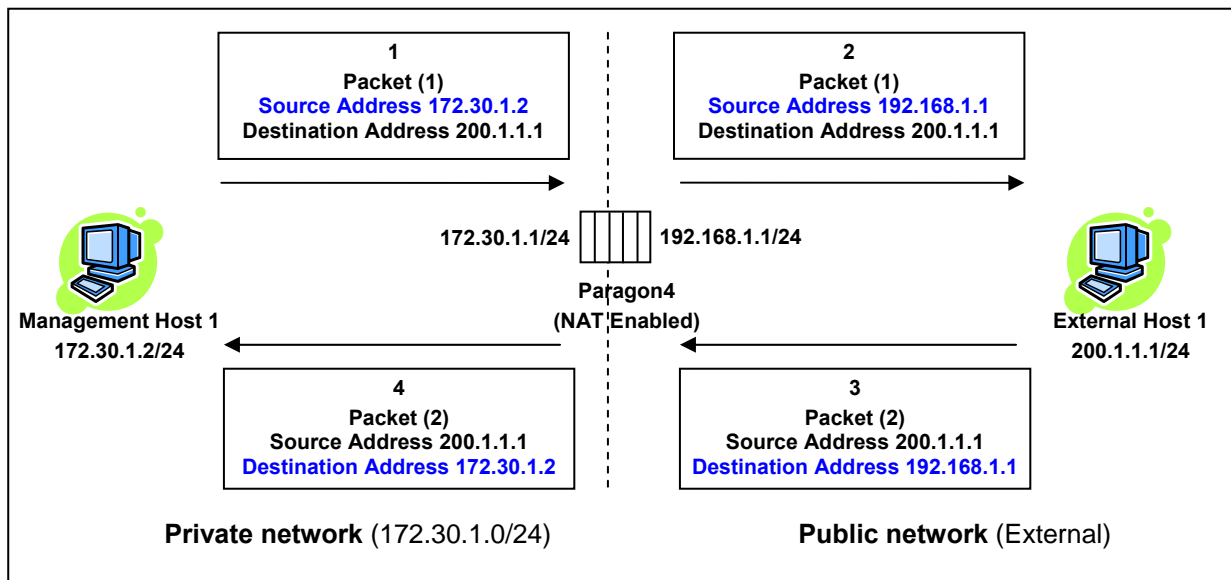 1
Packet (1)
Source Address 172.30.1.2
Destination Address 200.1.1.1
2
Packet (1)
Source Address 192.168.1.1
Destination Address 200.1.1.1
172.30.1.1/24
192.168.1.1/24
Paragon4
(NAT Enabled)
Management Host 1
172.30.1.2/24
External Host 1
200.1.1.1/24
4
Packet (2)
Source Address 200.1.1.1
Destination Address 172.30.1.2
3
Packet (2)
Source Address 200.1.1.1
Destination Address 192.168.1.1
Private network (172.30.1.0/24)
Public network (External)